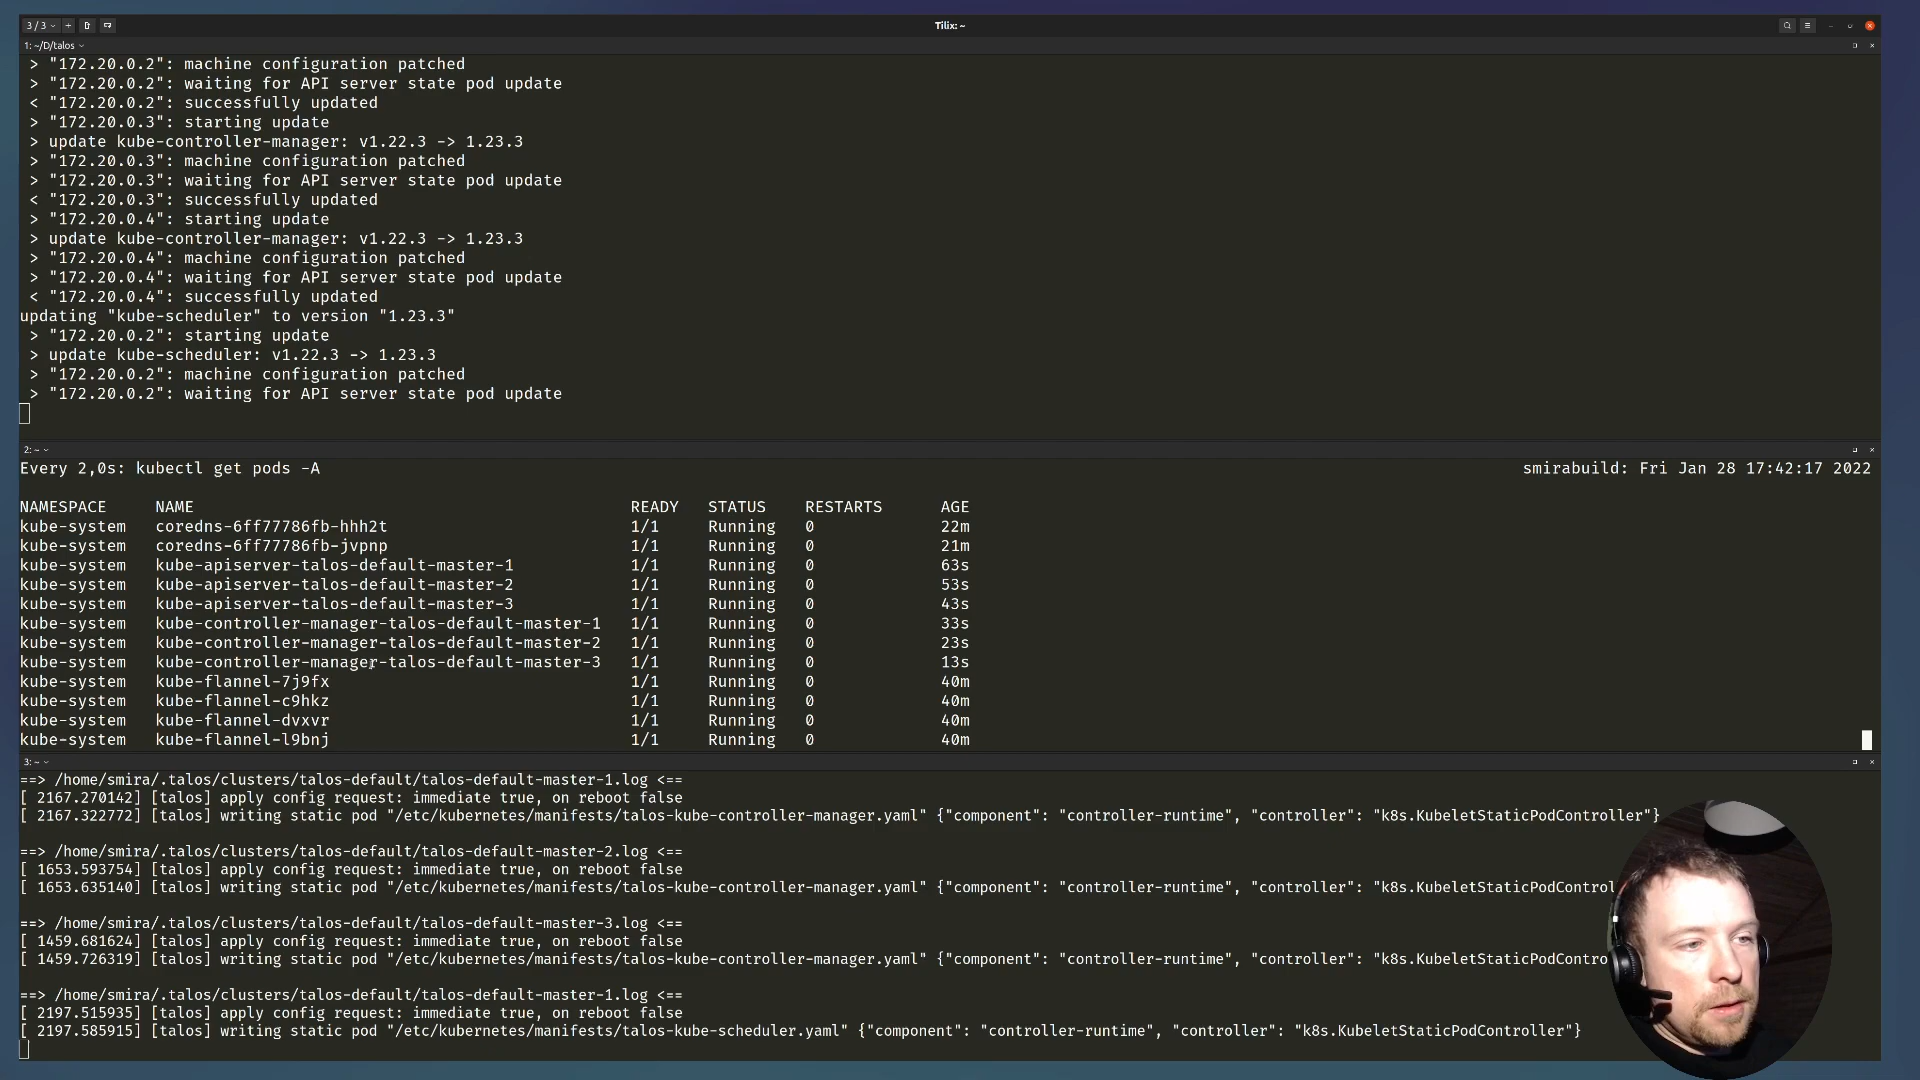 3 / 3
Tilix: ~
1: ~/D/talos
> "172.20.0.2": machine configuration patched
> "172.20.0.2": waiting for API server state pod update
< "172.20.0.2": successfully updated
> "172.20.0.3": starting update
> update kube-controller-manager: v1.22.3 -> 1.23.3
> "172.20.0.3": machine configuration patched
> "172.20.0.3": waiting for API server state pod update
< "172.20.0.3": successfully updated
> "172.20.0.4": starting update
> update kube-controller-manager: v1.22.3 -> 1.23.3
> "172.20.0.4": machine configuration patched
> "172.20.0.4": waiting for API server state pod update
< "172.20.0.4": successfully updated
updating "kube-scheduler" to version "1.23.3"
> "172.20.0.2": starting update
> update kube-scheduler: v1.22.3 -> 1.23.3
> "172.20.0.2": machine configuration patched
> "172.20.0.2": waiting for API server state pod update
2: ~
Every 2,0s: kubectl get pods -A smirabuild: Fri Jan 28 17:42:17 2022
NAMESPACE NAME READY STATUS RESTARTS AGE
kube-system coredns-6ff77786fb-hhh2t 1/1 Running 0 22m
kube-system coredns-6ff77786fb-jvpnp 1/1 Running 0 21m
kube-system kube-apiserver-talos-default-master-1 1/1 Running 0 63s
kube-system kube-apiserver-talos-default-master-2 1/1 Running 0 53s
kube-system kube-apiserver-talos-default-master-3 1/1 Running 0 43s
kube-system kube-controller-manager-talos-default-master-1 1/1 Running 0 33s
kube-system kube-controller-manager-talos-default-master-2 1/1 Running 0 23s
kube-system kube-controller-manager-talos-default-master-3 1/1 Running 0 13s
kube-system kube-flannel-7j9fx 1/1 Running 0 40m
kube-system kube-flannel-c9hkz 1/1 Running 0 40m
kube-system kube-flannel-dvxvr 1/1 Running 0 40m
kube-system kube-flannel-l9bnj 1/1 Running 0 40m
3: ~
==> /home/smira/.talos/clusters/talos-default/talos-default-master-1.log <==
[ 2167.270142] [talos] apply config request: immediate true, on reboot false
[ 2167.322772] [talos] writing static pod "/etc/kubernetes/manifests/talos-kube-controller-manager.yaml" {"component": "controller-runtime", "controller": "k8s.KubeletStaticPodController"}
==> /home/smira/.talos/clusters/talos-default/talos-default-master-2.log <==
[ 1653.593754] [talos] apply config request: immediate true, on reboot false
[ 1653.635140] [talos] writing static pod "/etc/kubernetes/manifests/talos-kube-controller-manager.yaml" {"component": "controller-runtime", "controller": "k8s.KubeletStaticPodControl
==> /home/smira/.talos/clusters/talos-default/talos-default-master-3.log <==
[ 1459.681624] [talos] apply config request: immediate true, on reboot false
[ 1459.726319] [talos] writing static pod "/etc/kubernetes/manifests/talos-kube-controller-manager.yaml" {"component": "controller-runtime", "controller": "k8s.KubeletStaticPodContro
==> /home/smira/.talos/clusters/talos-default/talos-default-master-1.log <==
[ 2197.515935] [talos] apply config request: immediate true, on reboot false
[ 2197.585915] [talos] writing static pod "/etc/kubernetes/manifests/talos-kube-scheduler.yaml" {"component": "controller-runtime", "controller": "k8s.KubeletStaticPodController"}